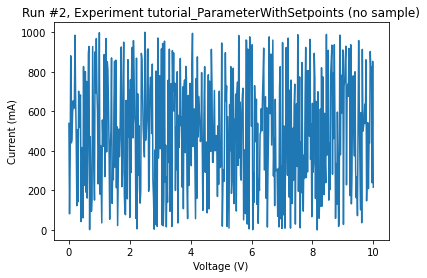 Run #2, Experiment tutorial_ParameterWithSetpoints (no sample)
1000
800
600
400
200
0
Current (mA)
0 2 4 6 8 10
Voltage (V)